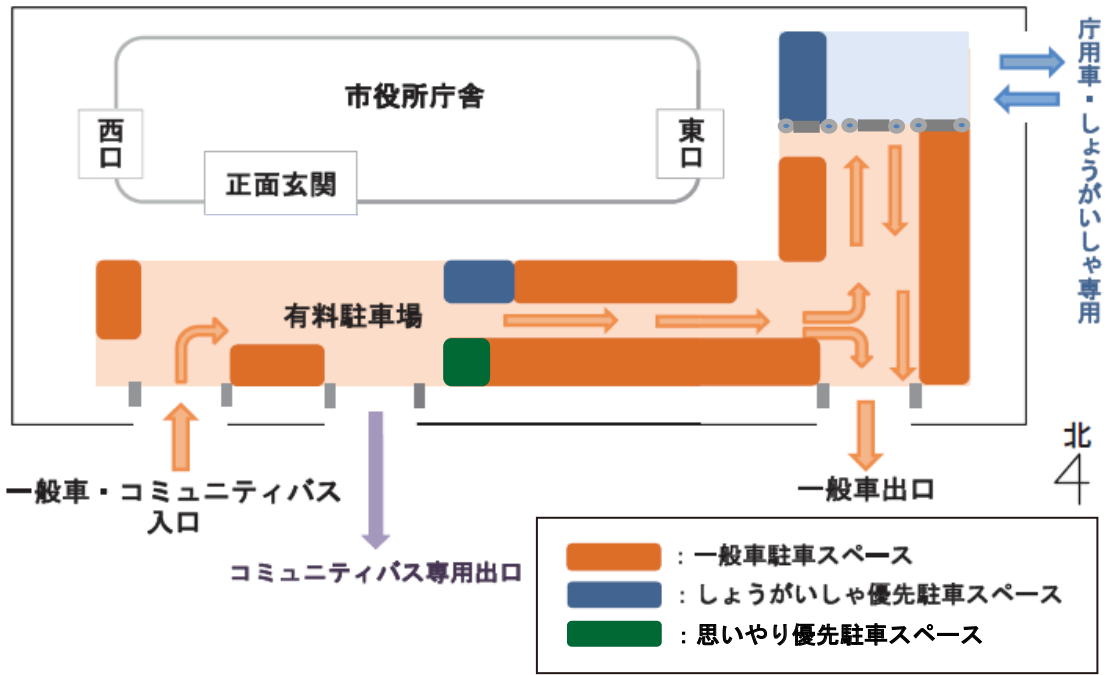 市役所庁舎
西口
東口
正面玄関
庁用車・しょうがいしゃ専用
有料駐車場
北
一般車・コミュニティバス
入口
一般車出口
コミュニティバス専用出口
：一般車駐車スペース
：しょうがいしゃ優先駐車スペース
：思いやり優先駐車スペース